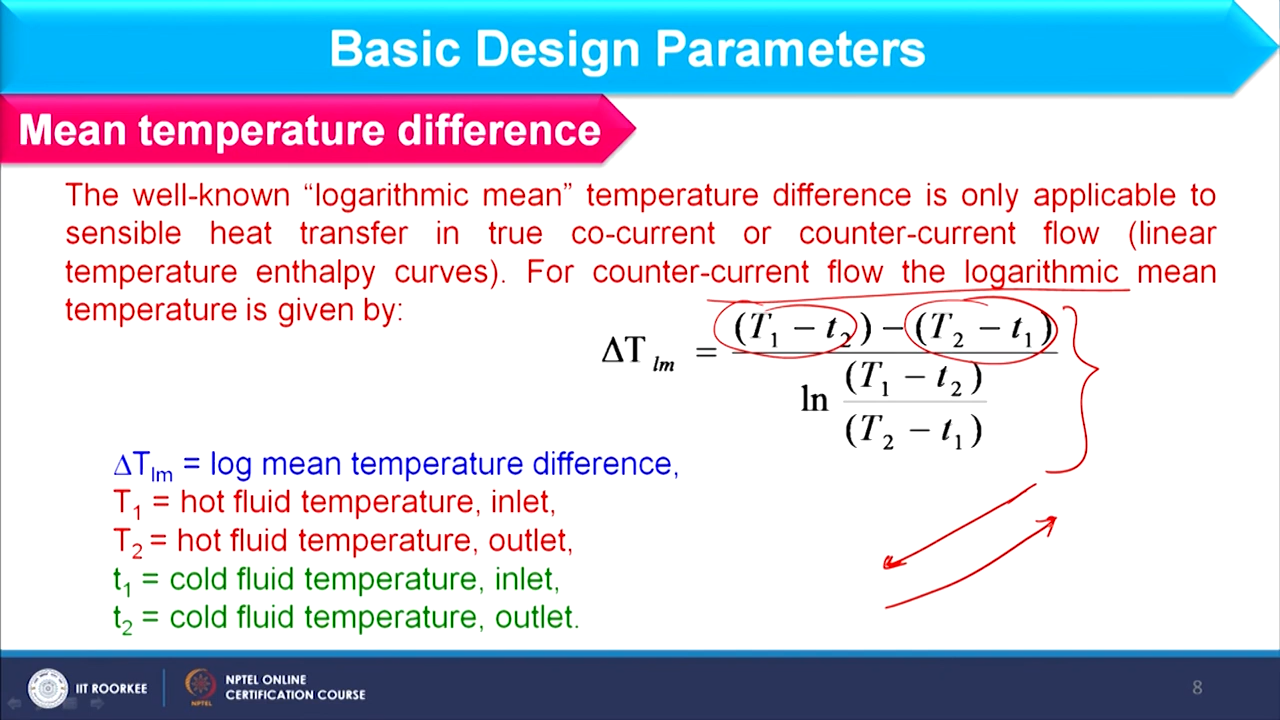 Basic Design Parameters
Mean temperature difference
The well-known “logarithmic mean” temperature difference is only applicable to
sensible heat transfer in true co-current or counter-current flow (linear
temperature enthalpy curves). For counter-current flow the logarithmic mean
temperature is given by:
ΔT lm = ((T1 − t2) − (T2 − t1)) / (ln ((T1 − t2) / (T2 − t1)))
ΔTlm = log mean temperature difference,
T1 = hot fluid temperature, inlet,
T2 = hot fluid temperature, outlet,
t1 = cold fluid temperature, inlet,
t2 = cold fluid temperature, outlet.
IIT ROORKEE
NPTEL
NPTEL ONLINE
CERTIFICATION COURSE
8